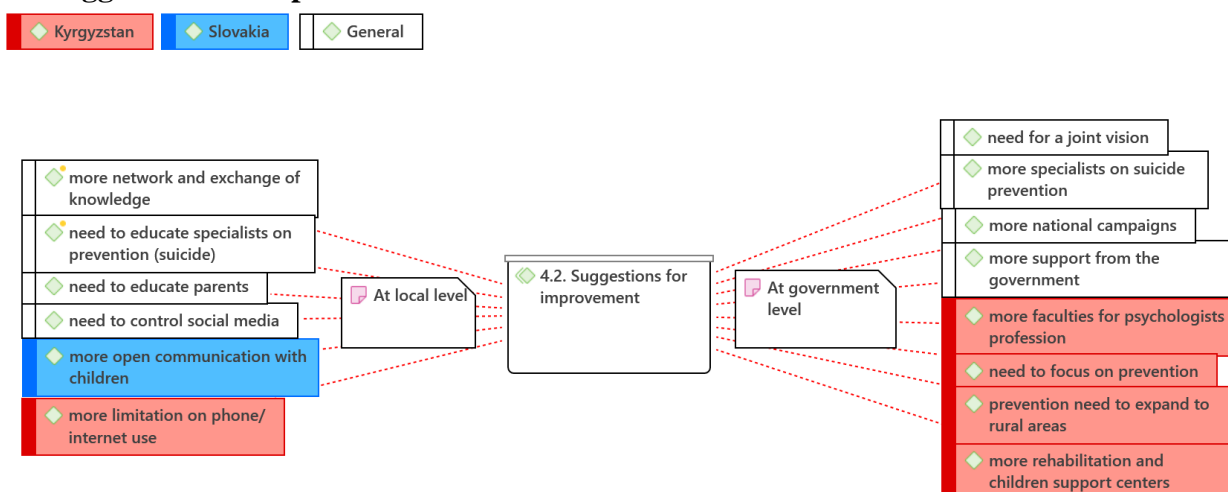 Kyrgyzstan
Slovakia
General
more network and exchange of
knowledge
need to educate specialists on
prevention (suicide)
need to educate parents
need to control social media
more open communication with
children
more limitation on phone/
internet use
At local level
4.2. Suggestions for
improvement
At government
level
need for a joint vision
more specialists on suicide
prevention
more national campaigns
more support from the
government
more faculties for psychologists
profession
need to focus on prevention
prevention need to expand to
rural areas
more rehabilitation and
children support centers